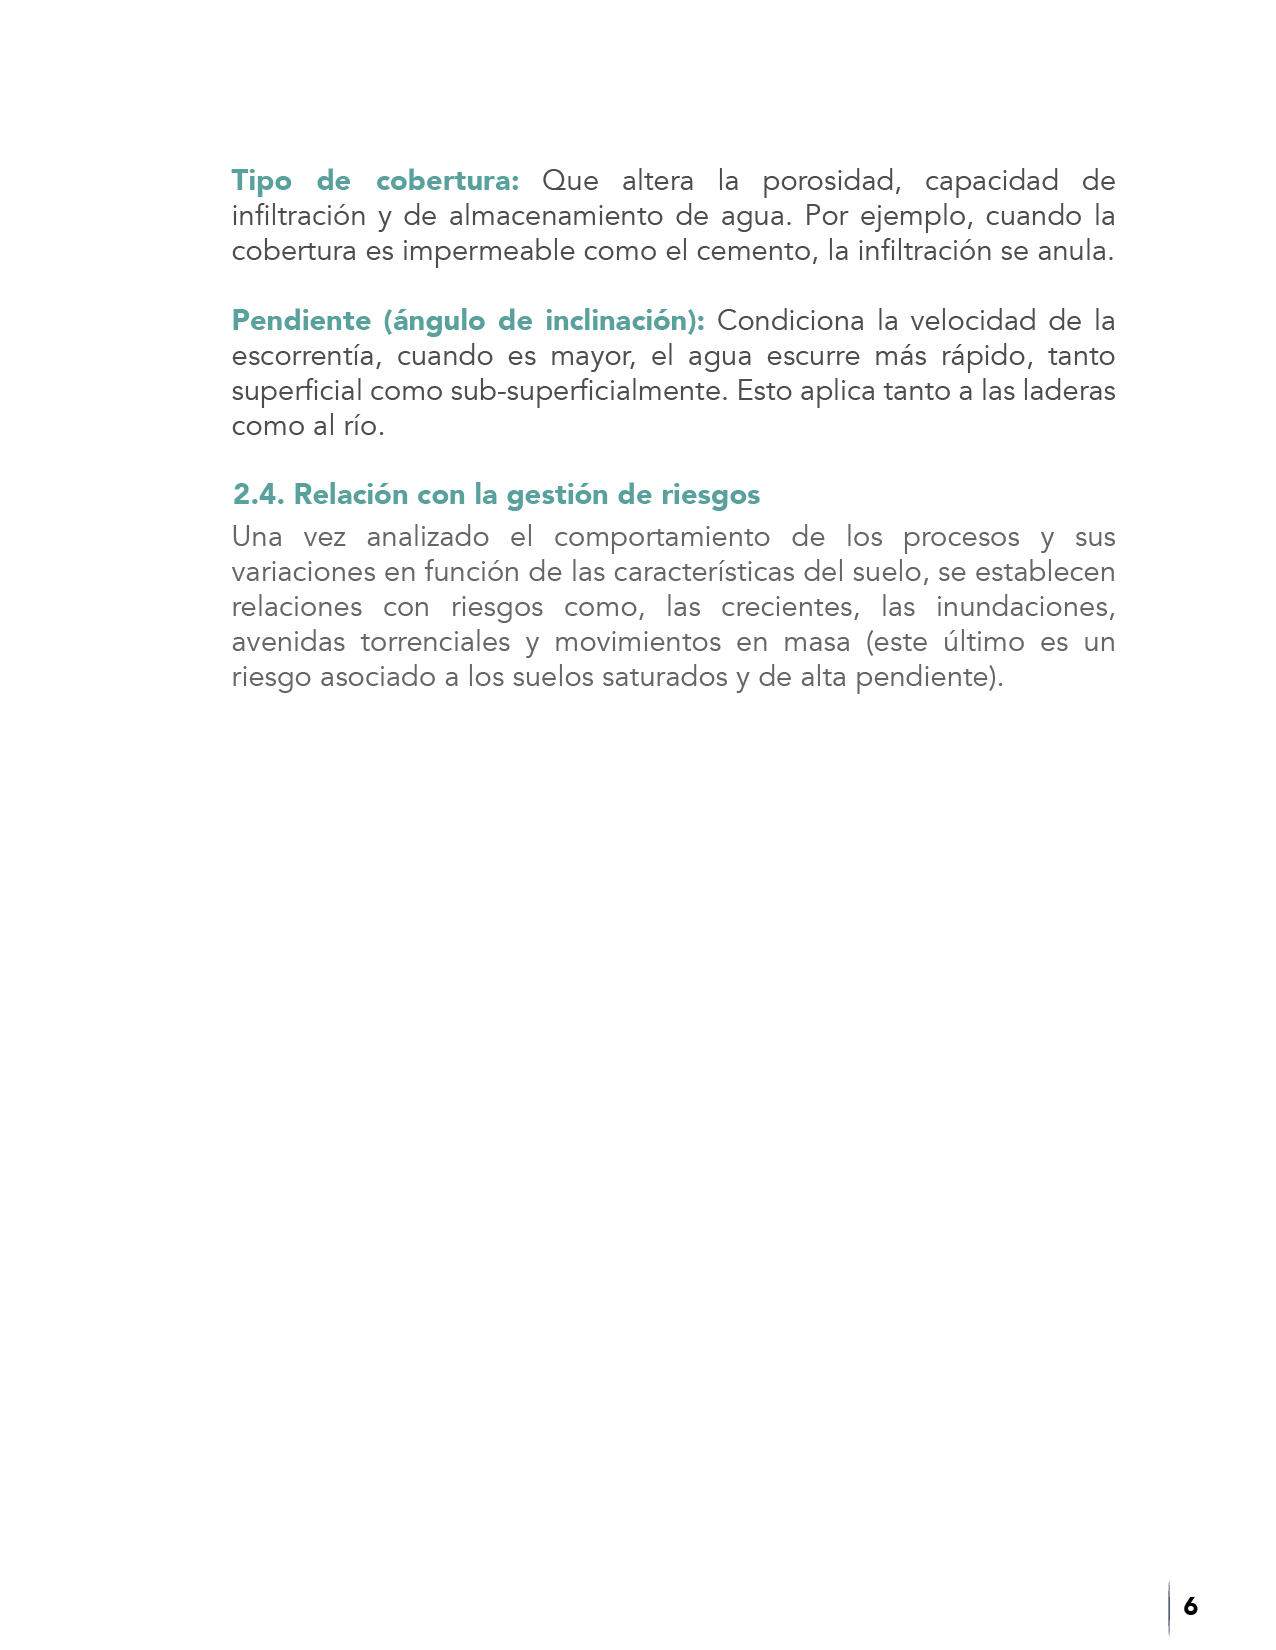 Tipo de cobertura: Que altera la porosidad, capacidad de
infiltración y de almacenamiento de agua. Por ejemplo, cuando la
cobertura es impermeable como el cemento, la infiltración se anula.
Pendiente (ángulo de inclinación): Condiciona la velocidad de la
escorrentía, cuando es mayor, el agua escurre más rápido, tanto
superficial como sub-superficialmente. Esto aplica tanto a las laderas
como al río.
2.4. Relación con la gestión de riesgos
Una vez analizado el comportamiento de los procesos y sus
variaciones en función de las características del suelo, se establecen
relaciones con riesgos como, las crecientes, las inundaciones,
avenidas torrenciales y movimientos en masa (este último es un
riesgo asociado a los suelos saturados y de alta pendiente).
6